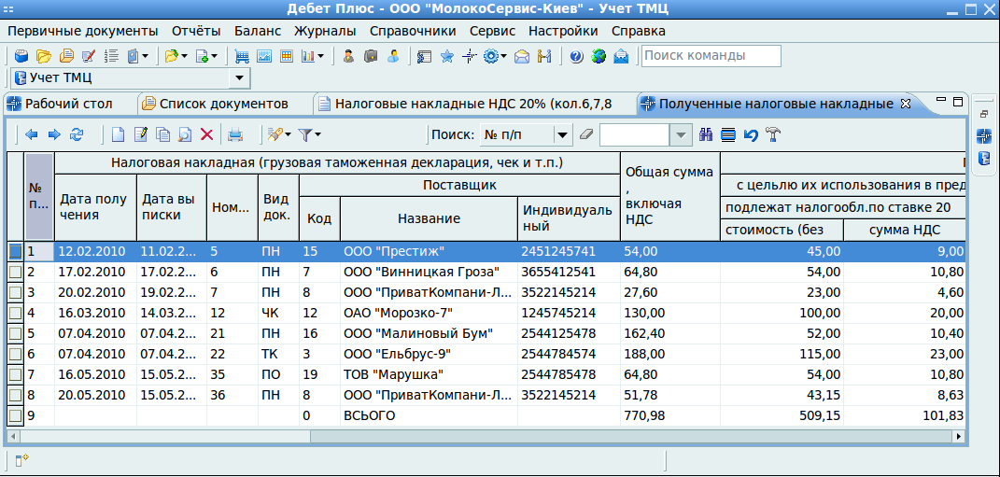 Дебет Плюс - ООО "МолокоСервис-Киев" - Учет ТМЦ
Первичные документы Отчёты Баланс Журналы Справочники Сервис Настройки Справка
Поиск команды
Учет ТМЦ
Рабочий стол Список документов Налоговые накладные НДС 20% (кол.6,7,8 Полученные налоговые накладные
Поиск: № п/п
Налоговая накладная (грузовая таможенная декларация, чек и т.п.)
№ п...
Дата полу чения
Дата вы писки
Ном...
Вид док.
Поставщик
Код Название Индивидуаль ный
Общая сумма , включая НДС
с цельлю их использования в пред
подлежат налогообл.по ставке 20
стоимость (без сумма НДС
1 12.02.2010 11.02.2... 5 ПН 15 ООО "Престиж" 2451245741 54,00 45,00 9,00
2 17.02.2010 17.02.2... 6 ПН 7 ООО "Винницкая Гроза" 3655412541 64,80 54,00 10,80
3 20.02.2010 19.02.2... 7 ПН 8 ООО "ПриватКомпани-Л... 3522145214 27,60 23,00 4,60
4 16.03.2010 14.03.2... 12 ЧК 12 ОАО "Морозко-7" 1245745214 130,00 100,00 20,00
5 07.04.2010 07.04.2... 21 ПН 16 ООО "Малиновый Бум" 2544125478 162,40 52,00 10,40
6 07.04.2010 07.04.2... 22 ТК 3 ООО "Ельбрус-9" 2544784574 188,00 115,00 23,00
7 16.05.2010 15.05.2... 35 ПО 19 ТОВ "Марушка" 2544785478 64,80 54,00 10,80
8 20.05.2010 15.05.2... 36 ПН 8 ООО "ПриватКомпани-Л... 3522145214 51,78 43,15 8,63
9 0 ВСЬОГО 770,98 509,15 101,83